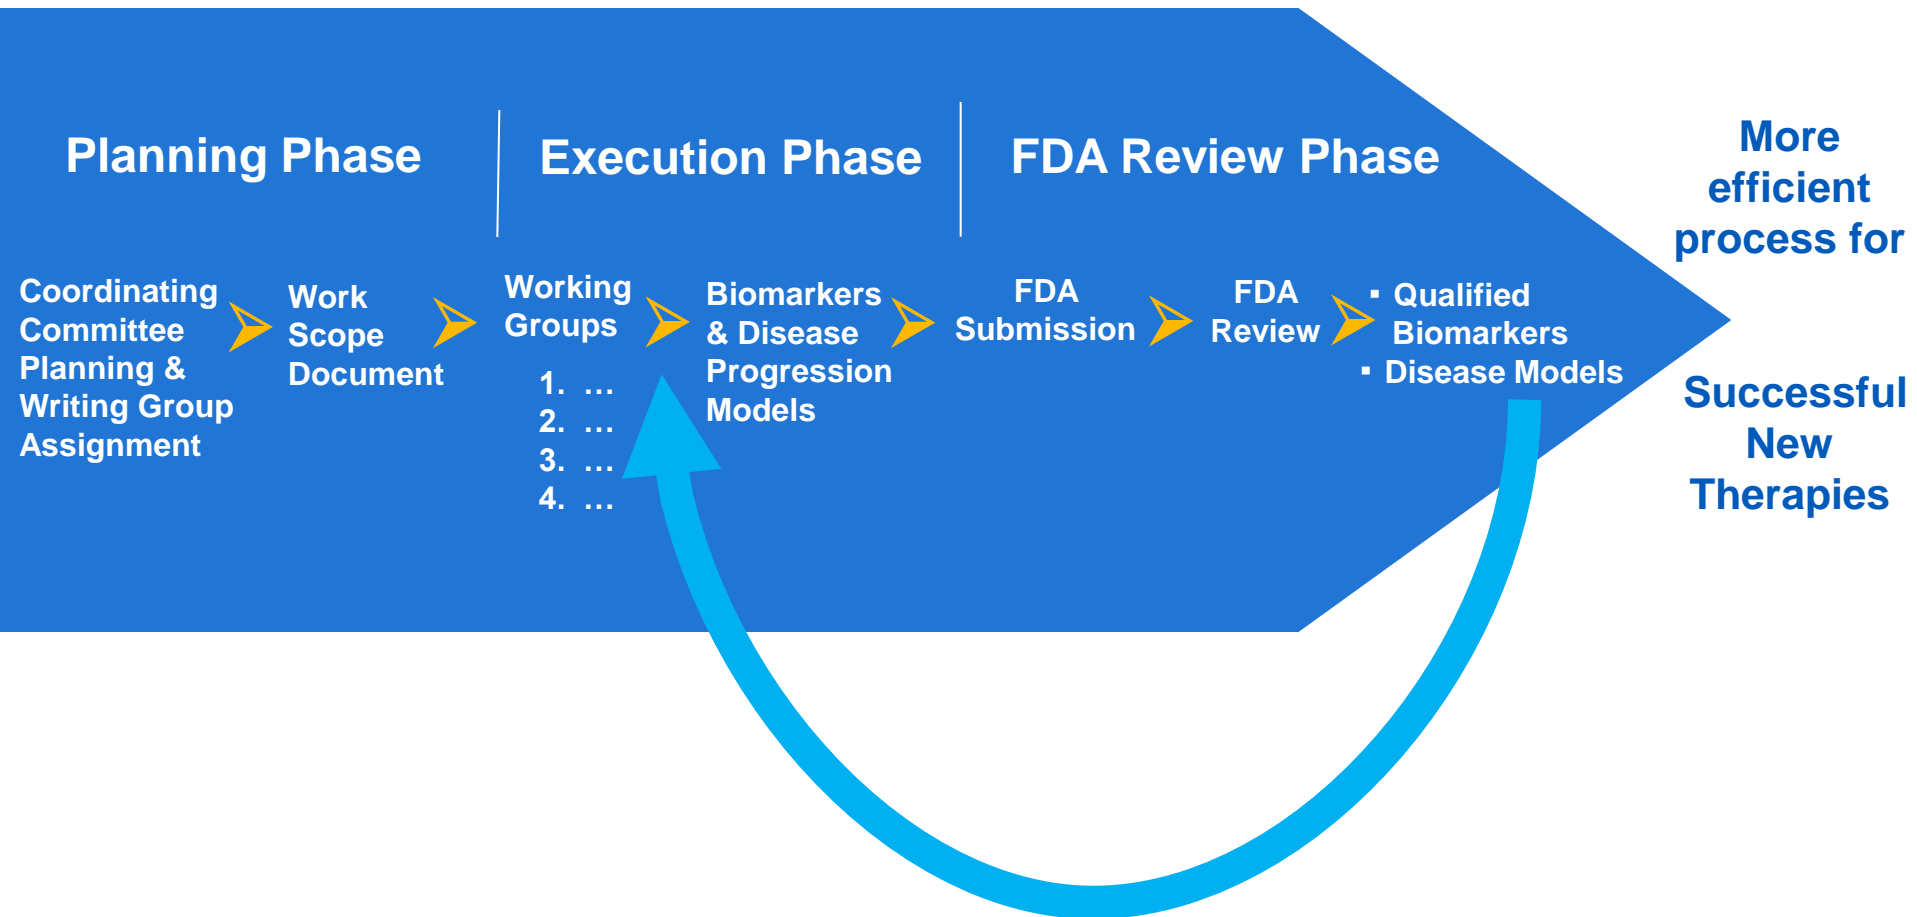 Planning Phase
Execution Phase
FDA Review Phase
Coordinating
Committee
Planning &
Writing Group
Assignment
Work
Scope
Document
Working
Groups
1. …
2. …
3. …
4. …
Biomarkers
& Disease
Progression
Models
FDA
Submission
FDA
Review
▪ Qualified
Biomarkers
▪ Disease Models
More
efficient
process for
Successful
New
Therapies